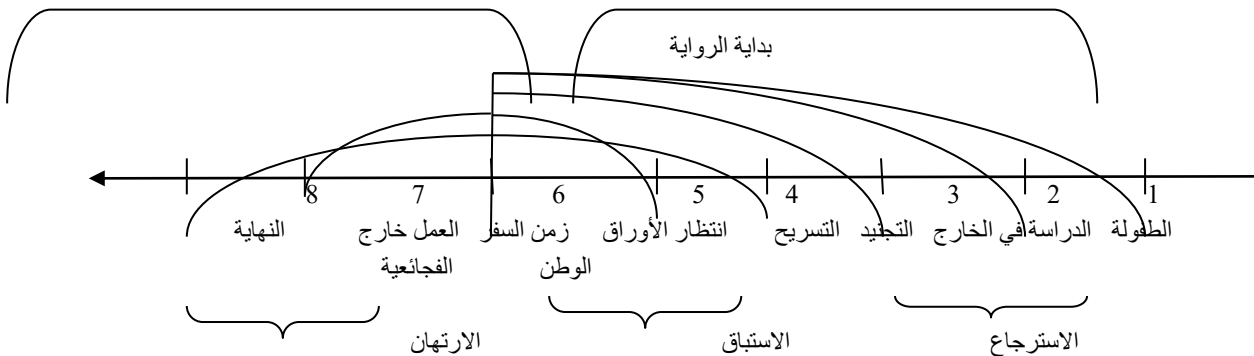 بداية الرواية
1 2 3 4 5 6 7 8
الطفولة الدراسة في الخارج التجنيد التسريح انتظار الأوراق زمن السفر العمل خارج النهاية
الوطن الفجائعية
الاسترجاع الاستباق الارتهان